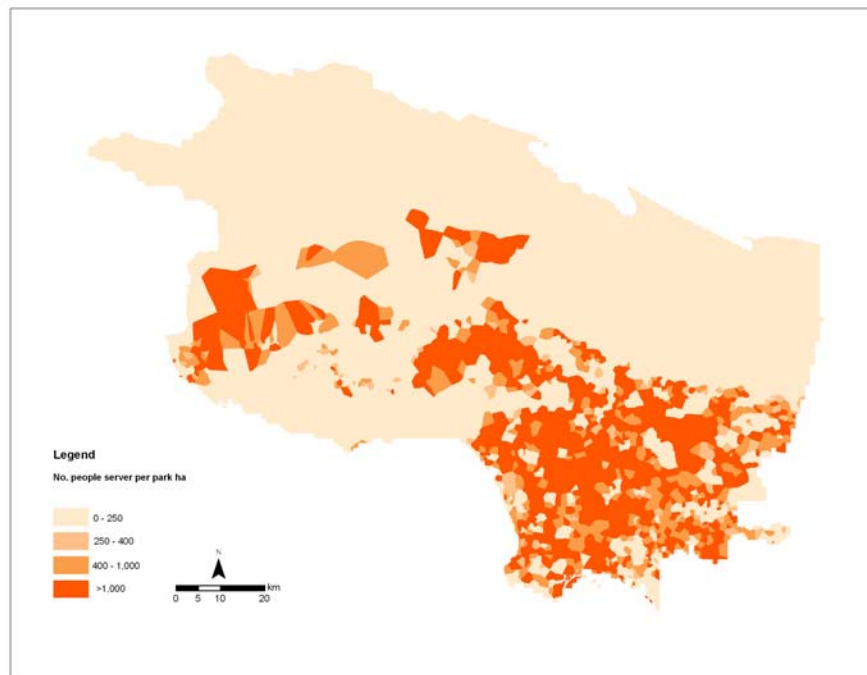 Legend
No. people server per park ha
0 - 250
250 - 400
400 - 1,000
>1,000
N
km
0 5 10 20